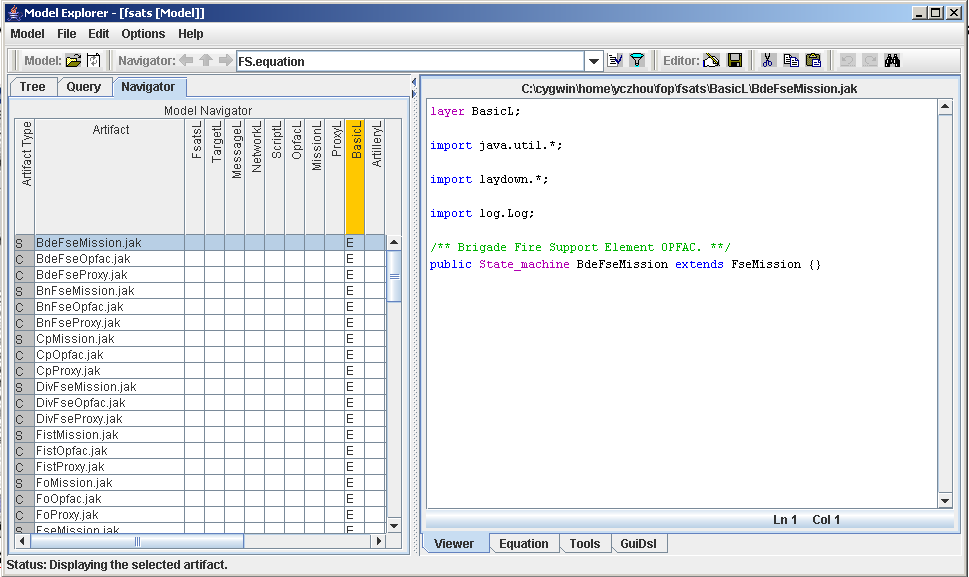 Model Explorer - [fsats [Model]]
Model File Edit Options Help
Model: Navigator: FS.equation Editor:
Tree Query Navigator
Model Navigator
Artifact Type Artifact FsatsL TargetL MessageL NetworkL ScriptL OpfacL MissionL ProxyL BasicL ArtilleryL
S BdeFseMission.jak E
C BdeFseOpfac.jak E
C BdeFseProxy.jak E
S BnFseMission.jak E
C BnFseOpfac.jak E
C BnFseProxy.jak E
S CpMission.jak E
C CpOpfac.jak E
C CpProxy.jak E
S DivFseMission.jak E
C DivFseOpfac.jak E
C DivFseProxy.jak E
S FistMission.jak E
C FistOpfac.jak E
C FistProxy.jak E
S FoMission.jak E
C FoOpfac.jak E
C FoProxy.jak E
S FseMission.jak E
C:\cygwin\home\yczhou\fop\fsats\BasicL\BdeFseMission.jak
layer BasicL;
import java.util.*;
import laydown.*;
import log.Log;
/** Brigade Fire Support Element OPFAC. **/
public State_machine BdeFseMission extends FseMission {}
Ln 1 Col 1
Viewer Equation Tools GuiDsl
Status: Displaying the selected artifact.